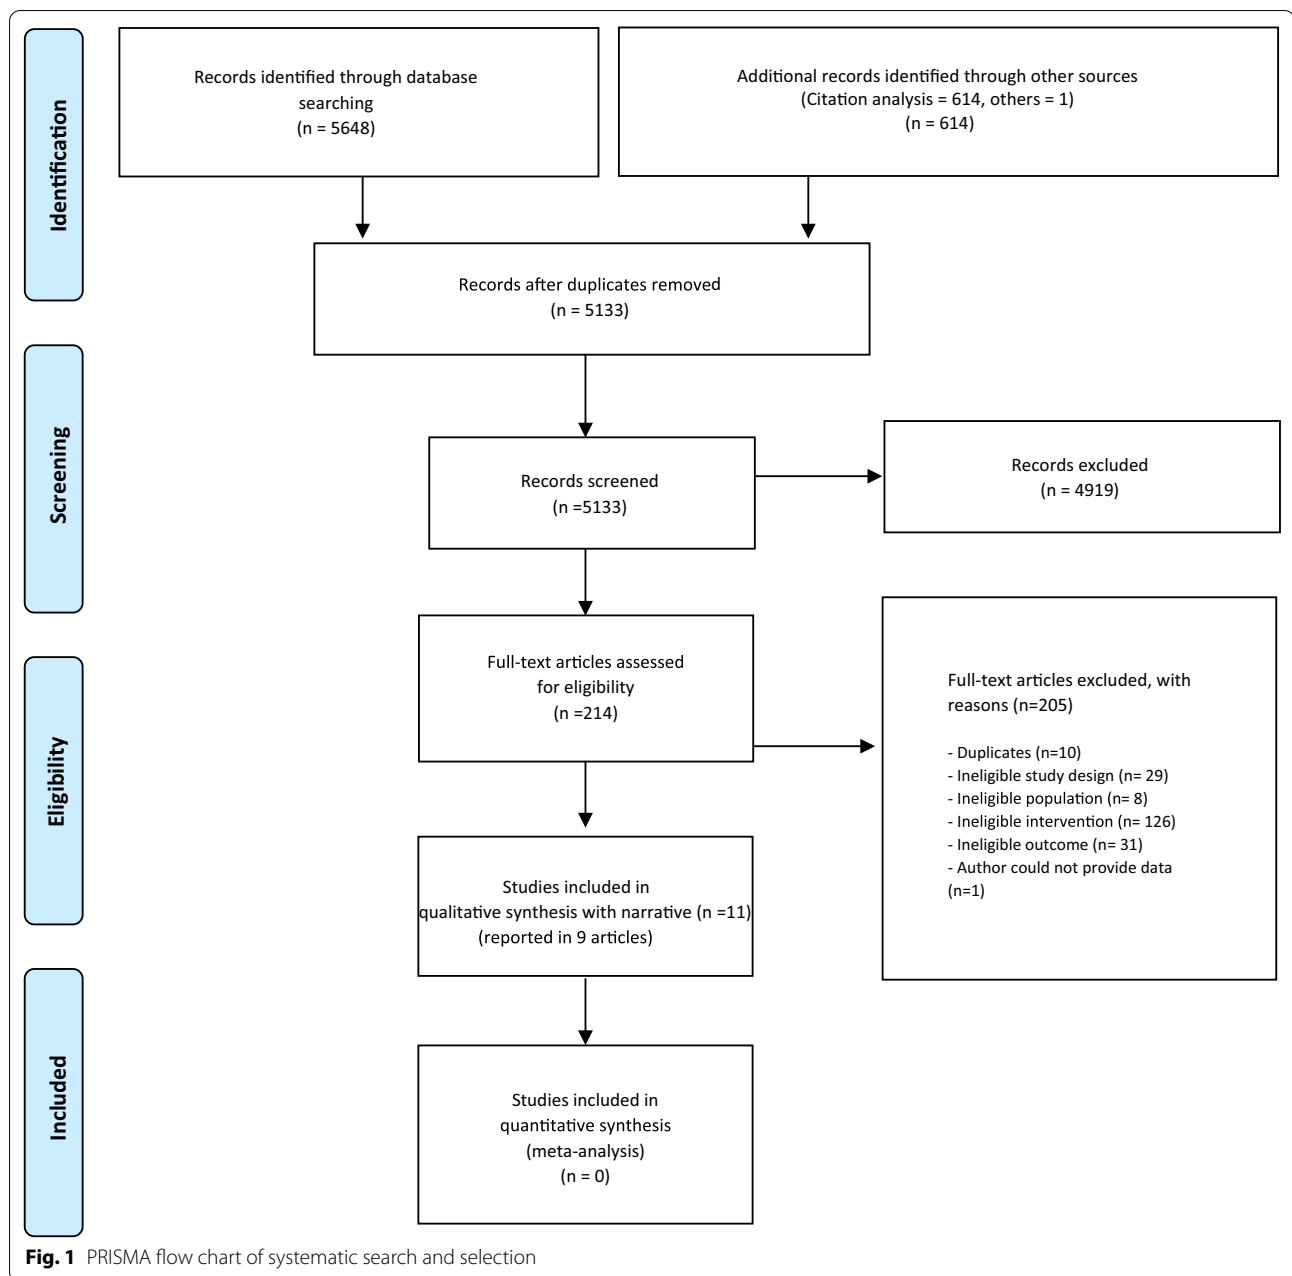 Identification
Records identified through database
searching
(n = 5648)
Additional records identified through other sources
(Citation analysis = 614, others = 1)
(n = 614)
Records after duplicates removed
(n = 5133)
Screening
Records screened
(n =5133)
Records excluded
(n = 4919)
Eligibility
Full-text articles assessed
for eligibility
(n =214)
Full-text articles excluded, with
reasons (n=205)
- Duplicates (n=10)
- Ineligible study design (n= 29)
- Ineligible population (n= 8)
- Ineligible intervention (n= 126)
- Ineligible outcome (n= 31)
- Author could not provide data
(n=1)
Studies included in
qualitative synthesis with narrative (n =11)
(reported in 9 articles)
Included
Studies included in
quantitative synthesis
(meta-analysis)
(n = 0)
Fig. 1 PRISMA flow chart of systematic search and selection